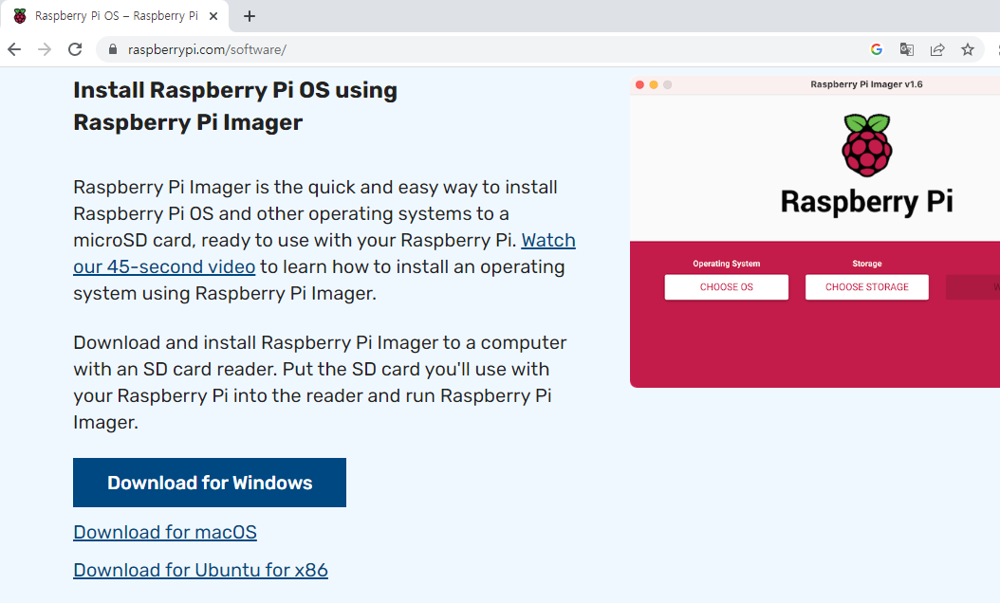 Raspberry Pi OS – Raspberry Pi
raspberrypi.com/software/
Install Raspberry Pi OS using
Raspberry Pi Imager
Raspberry Pi Imager is the quick and easy way to install
Raspberry Pi OS and other operating systems to a
microSD card, ready to use with your Raspberry Pi. Watch
our 45-second video to learn how to install an operating
system using Raspberry Pi Imager.
Download and install Raspberry Pi Imager to a computer
with an SD card reader. Put the SD card you'll use with
your Raspberry Pi into the reader and run Raspberry Pi
Imager.
Download for Windows
Download for macOS
Download for Ubuntu for x86
Raspberry Pi Imager v1.6
Raspberry Pi
Operating System
Storage
CHOOSE OS
CHOOSE STORAGE